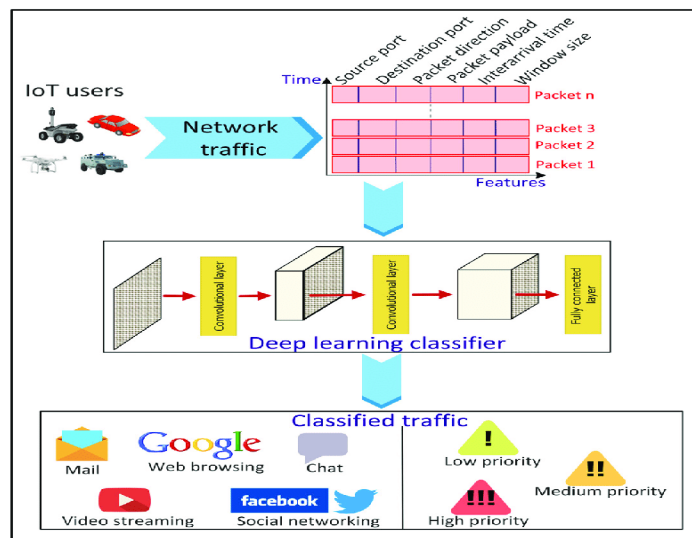 IoT users
Network
traffic
Time
Source port
Destination port
Packet direction
Packet payload
Interarrival time
Window size
Packet n
Packet 3
Packet 2
Packet 1
Features
Convolutional layer
Convolutional layer
Fully connected
layer
Deep learning classifier
Classified traffic
Mail
Google
Web browsing
Chat
Video streaming
facebook
Social networking
!
Low priority
!!
Medium priority
!!!
High priority